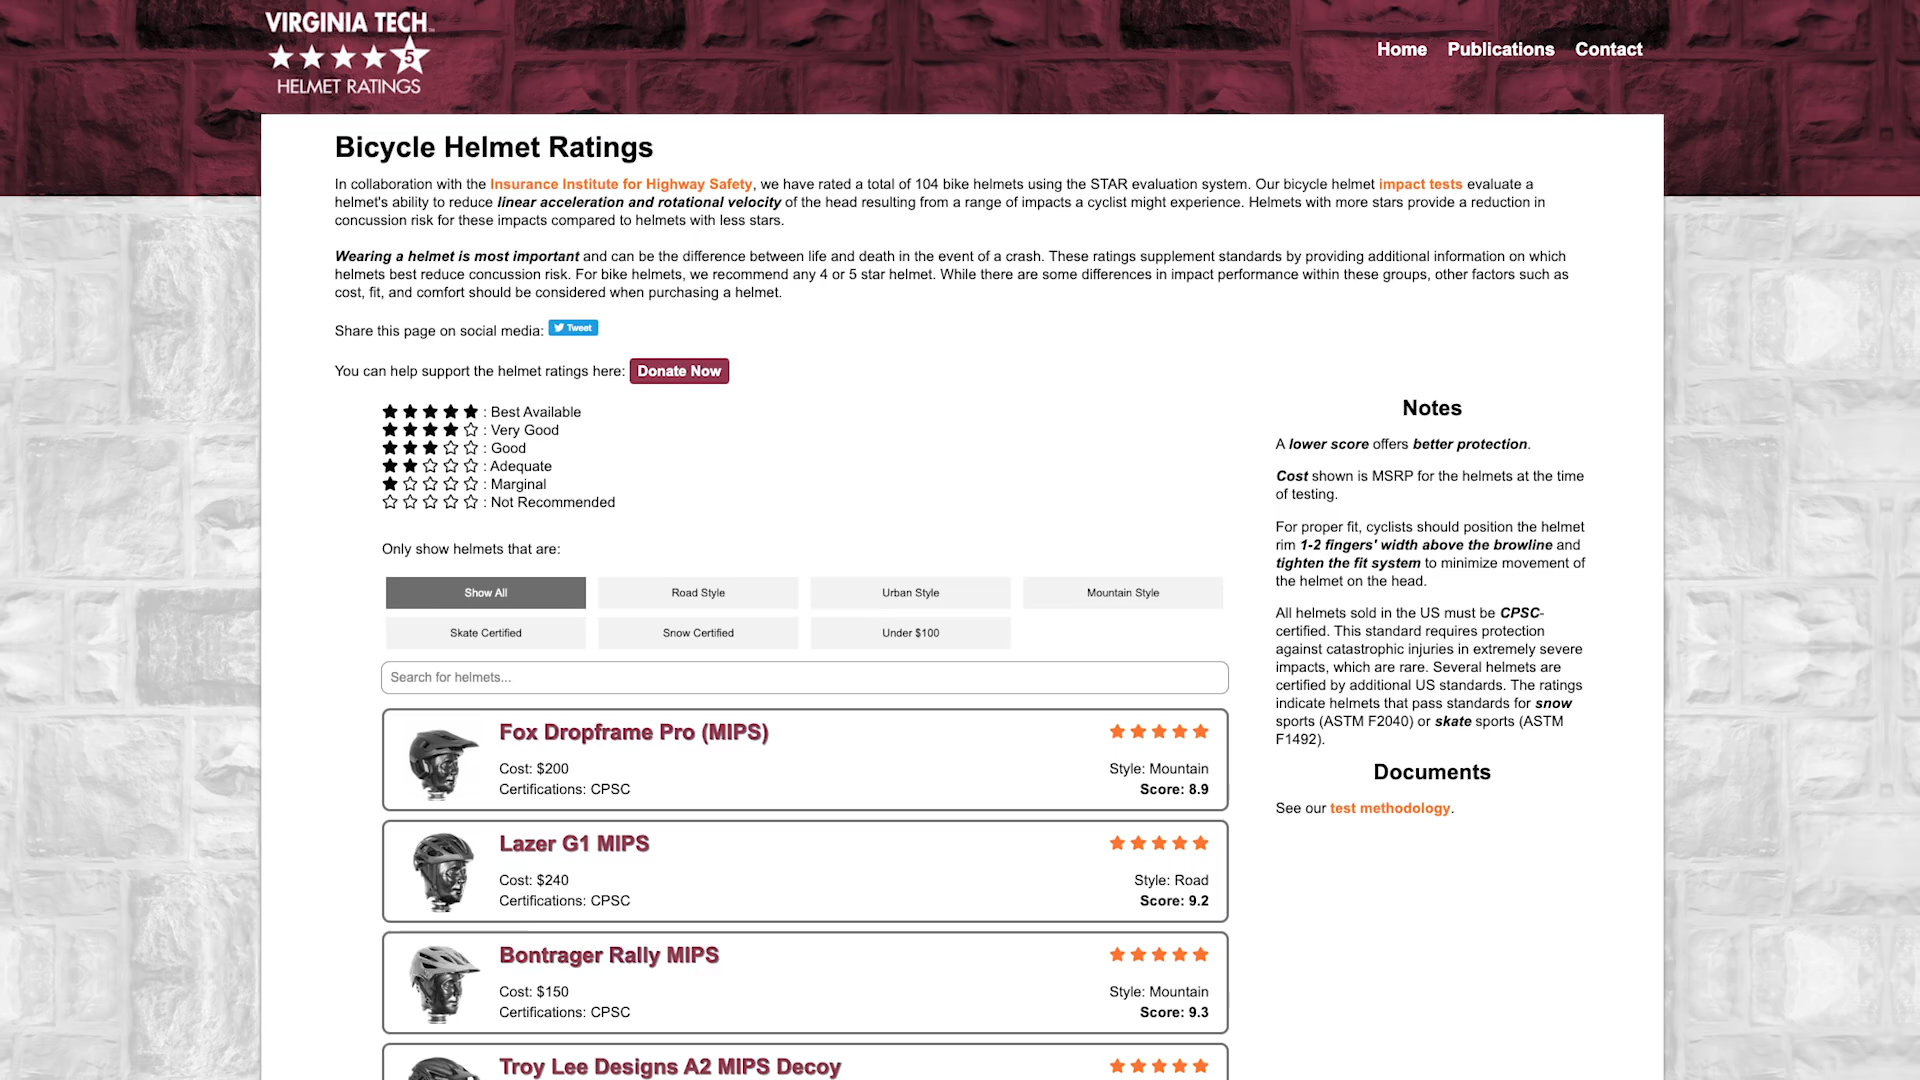 VIRGINIA TECH
5
HELMET RATINGS
Home Publications Contact
Bicycle Helmet Ratings
In collaboration with the Insurance Institute for Highway Safety, we have rated a total of 104 bike helmets using the STAR evaluation system. Our bicycle helmet impact tests evaluate a
helmet's ability to reduce linear acceleration and rotational velocity of the head resulting from a range of impacts a cyclist might experience. Helmets with more stars provide a reduction in
concussion risk for these impacts compared to helmets with less stars.
Wearing a helmet is most important and can be the difference between life and death in the event of a crash. These ratings supplement standards by providing additional information on which
helmets best reduce concussion risk. For bike helmets, we recommend any 4 or 5 star helmet. While there are some differences in impact performance within these groups, other factors such as
cost, fit, and comfort should be considered when purchasing a helmet.
Share this page on social media: Tweet
You can help support the helmet ratings here: Donate Now
: Best Available
: Very Good
: Good
: Adequate
: Marginal
: Not Recommended
Only show helmets that are:
Show All Road Style Urban Style Mountain Style
Skate Certified Snow Certified Under $100
Search for helmets...
Fox Dropframe Pro (MIPS)
Cost: $200 Style: Mountain
Certifications: CPSC Score: 8.9
Lazer G1 MIPS
Cost: $240 Style: Road
Certifications: CPSC Score: 9.2
Bontrager Rally MIPS
Cost: $150 Style: Mountain
Certifications: CPSC Score: 9.3
Troy Lee Designs A2 MIPS Decoy
Notes
A lower score offers better protection.
Cost shown is MSRP for the helmets at the time
of testing.
For proper fit, cyclists should position the helmet
rim 1-2 fingers' width above the browline and
tighten the fit system to minimize movement of
the helmet on the head.
All helmets sold in the US must be CPSC-
certified. This standard requires protection
against catastrophic injuries in extremely severe
impacts, which are rare. Several helmets are
certified by additional US standards. The ratings
indicate helmets that pass standards for snow
sports (ASTM F2040) or skate sports (ASTM
F1492).
Documents
See our test methodology.